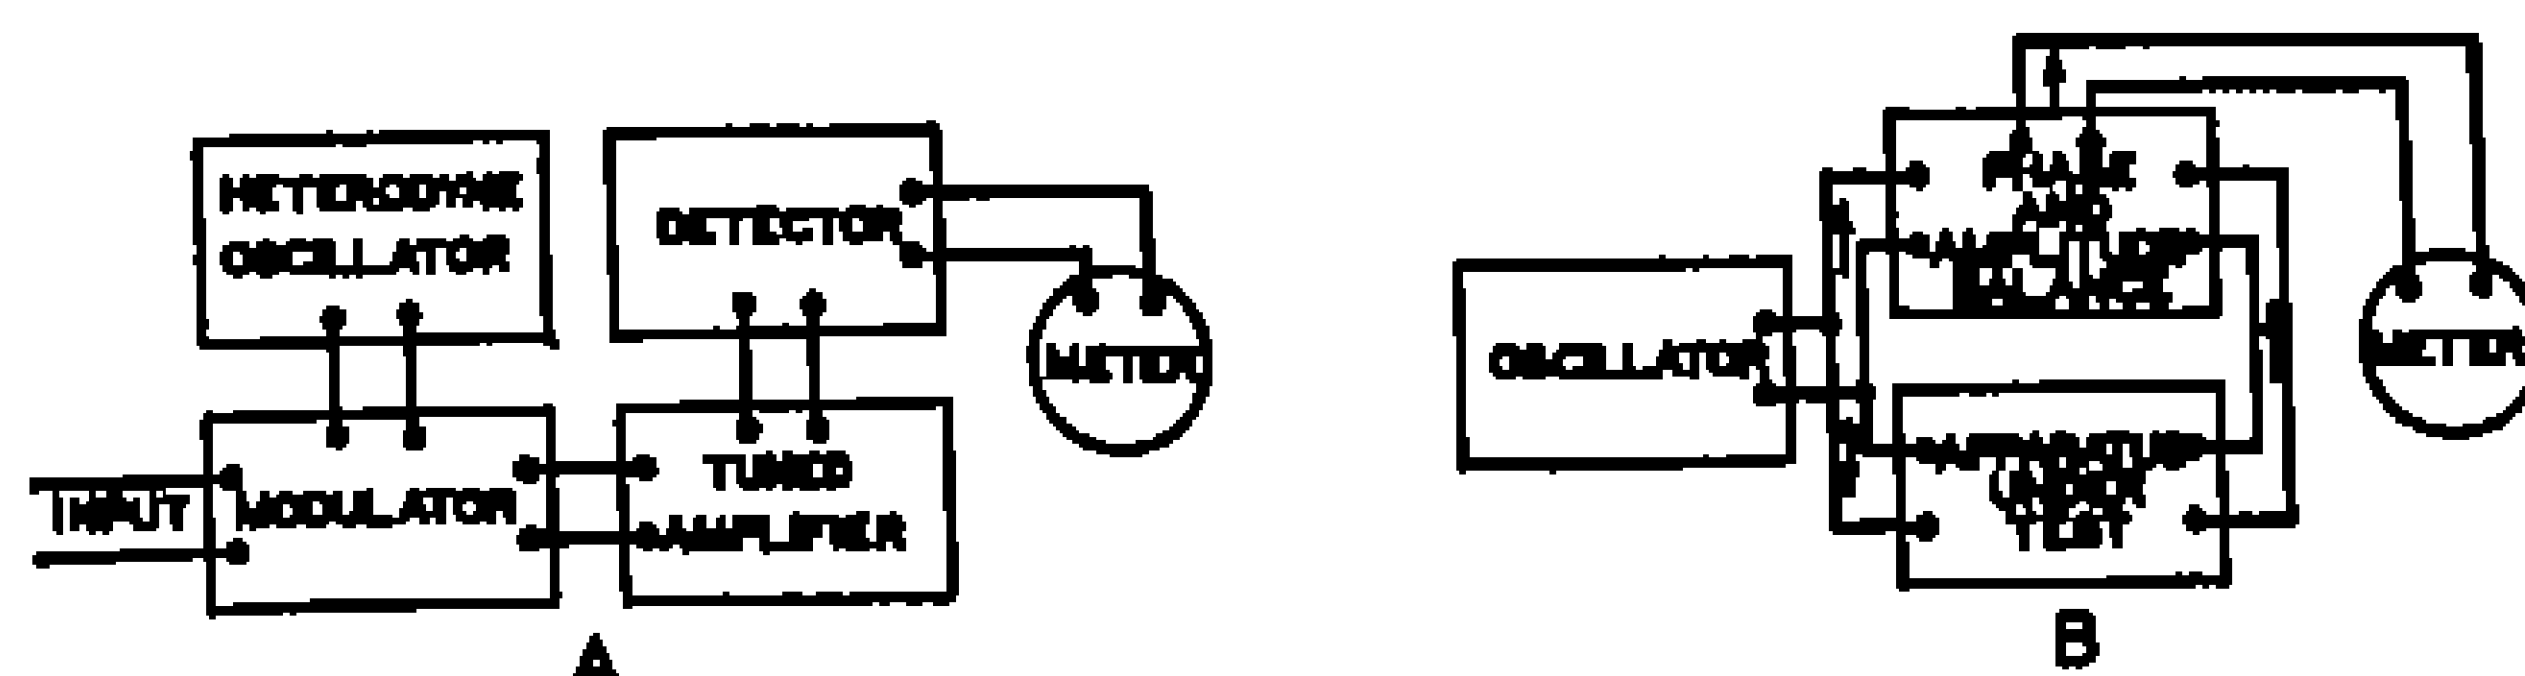 HETERODYNE
OSCILLATOR
DETECTOR
METER
INPUT
MODULATOR
TUNED
AMPLIFIER
A
OSCILLATOR
PHASE
AND
METER
UNDER
TEST
B